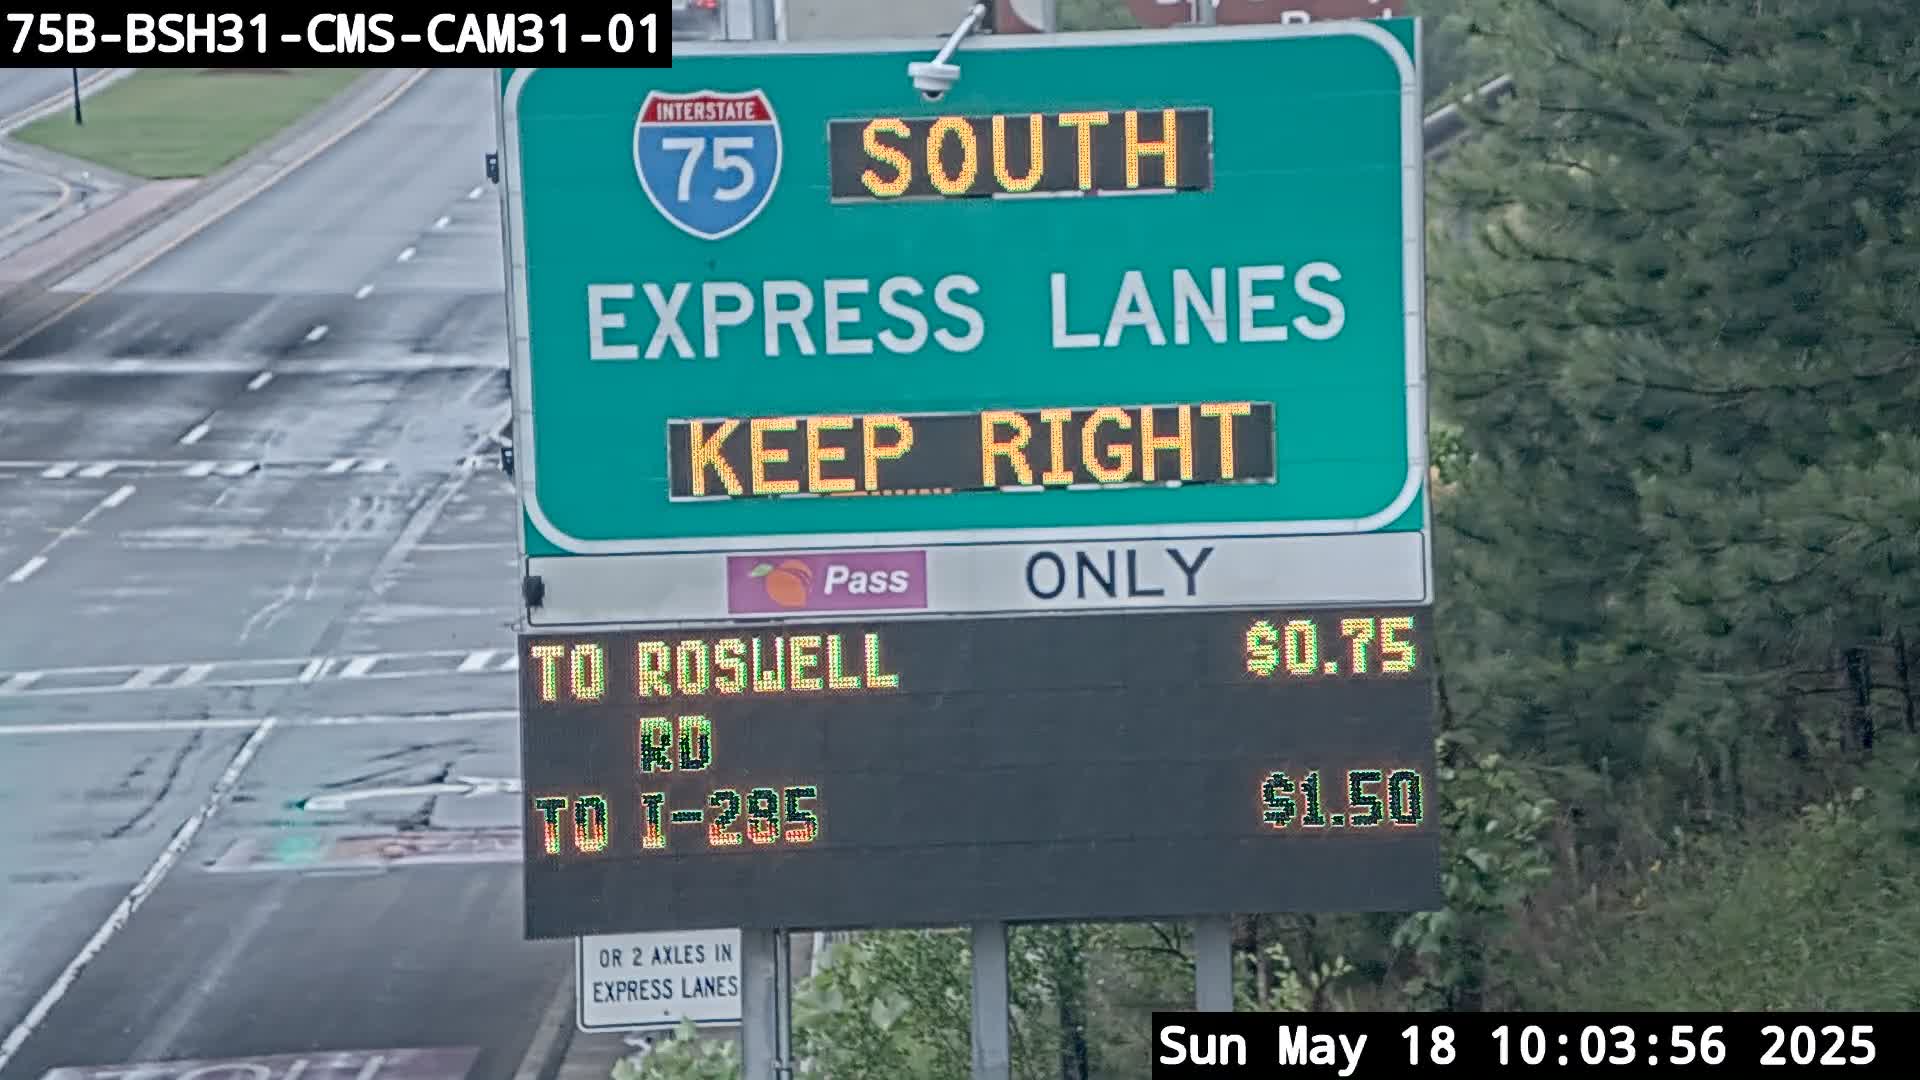 75B-BSH31-CMS-CAM31-01
INTERSTATE
75
SOUTH
EXPRESS LANES
KEEP RIGHT
Pass ONLY
TO ROSWELL $0.75
RD
TO I-285 $1.50
OR 2 AXLES IN
EXPRESS LANES
Sun May 18 10:03:56 2025